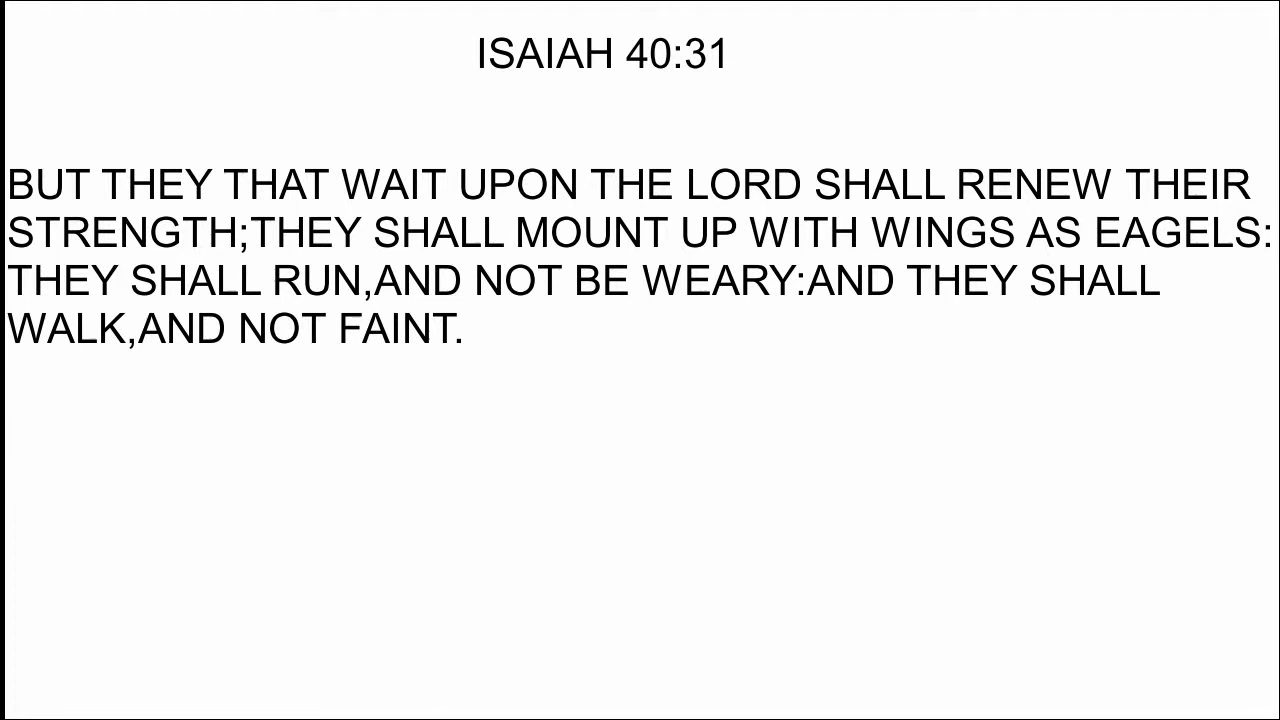 ISAIAH 40:31
BUT THEY THAT WAIT UPON THE LORD SHALL RENEW THEIR
STRENGTH;THEY SHALL MOUNT UP WITH WINGS AS EAGELS:
THEY SHALL RUN,AND NOT BE WEARY:AND THEY SHALL
WALK,AND NOT FAINT.